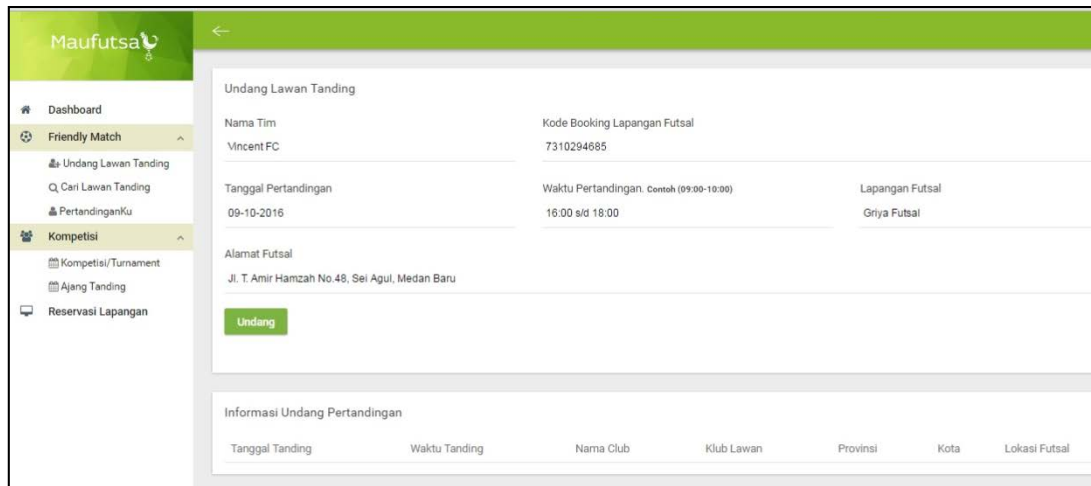 Maufutsal
Dashboard
Friendly Match
Undang Lawan Tanding
Cari Lawan Tanding
PertandinganKu
Kompetisi
Kompetisi/Turnament
Ajang Tanding
Reservasi Lapangan
Undang Lawan Tanding
Nama Tim
Kode Booking Lapangan Futsal
Vincent FC
7310294685
Tanggal Pertandingan
Waktu Pertandingan. Contoh (09:00-10:00)
Lapangan Futsal
09-10-2016
16:00 s/d 18:00
Griya Futsal
Alamat Futsal
Jl. T. Amir Hamzah No.48, Sei Agul, Medan Baru
Undang
Informasi Undang Pertandingan
Tanggal Tanding Waktu Tanding Nama Club Klub Lawan Provinsi Kota Lokasi Futsal